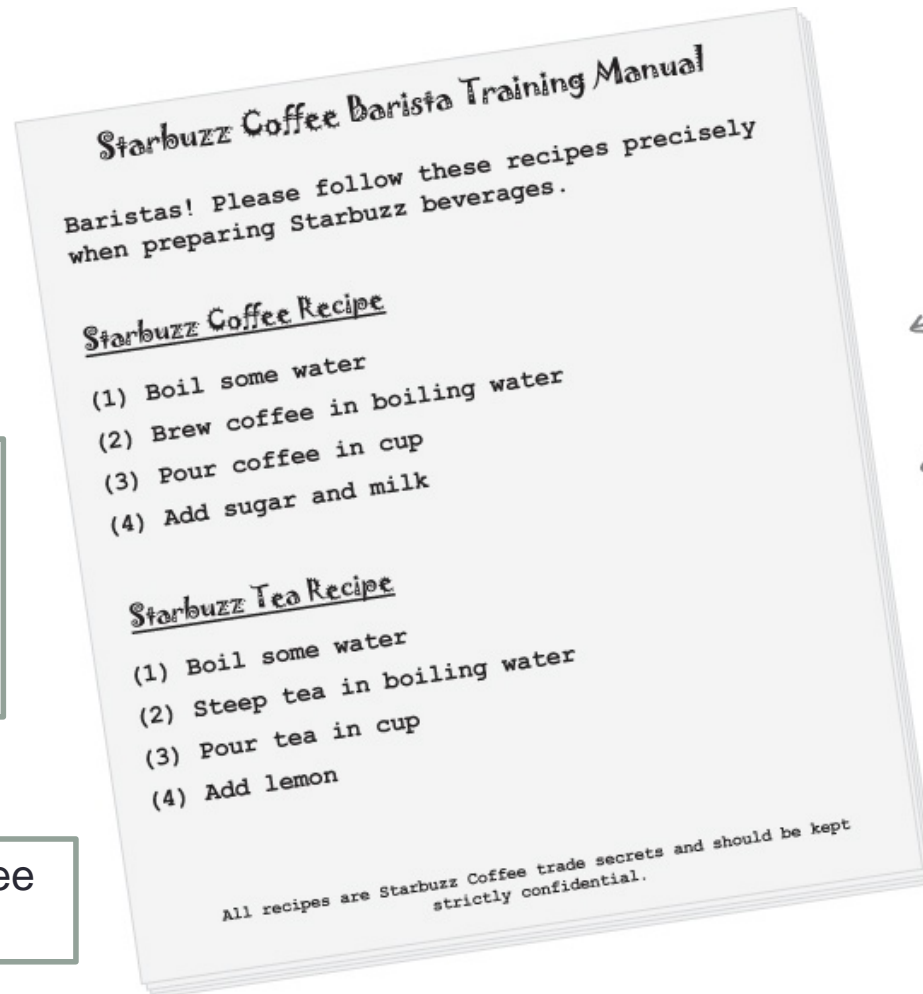 Starbuzz Coffee Barista Training Manual
Baristas! Please follow these recipes precisely
when preparing Starbuzz beverages.
Starbuzz Coffee Recipe
(1) Boil some water
(2) Brew coffee in boiling water
(3) Pour coffee in cup
(4) Add sugar and milk
Starbuzz Tea Recipe
(1) Boil some water
(2) Steep tea in boiling water
(3) Pour tea in cup
(4) Add lemon
All recipes are Starbuzz Coffee trade secrets and should be kept
strictly confidential.